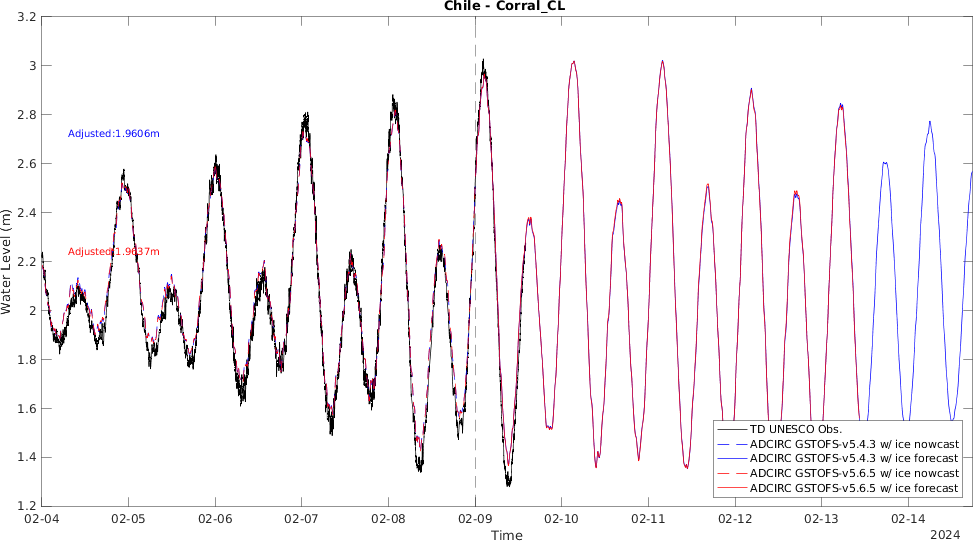 Chile - Corral_CL
3.2
3
2.8
2.6
2.4
2.2
2
1.8
1.6
1.4
1.2
Water Level (m)
Adjusted:1.9606m
Adjusted:1.9637m
TD UNESCO Obs.
ADCIRC GSTOFS-v5.4.3 w/ ice nowcast
ADCIRC GSTOFS-v5.4.3 w/ ice forecast
ADCIRC GSTOFS-v5.6.5 w/ ice nowcast
ADCIRC GSTOFS-v5.6.5 w/ ice forecast
02-04 02-05 02-06 02-07 02-08 02-09 02-10 02-11 02-12 02-13 02-14
Time
2024